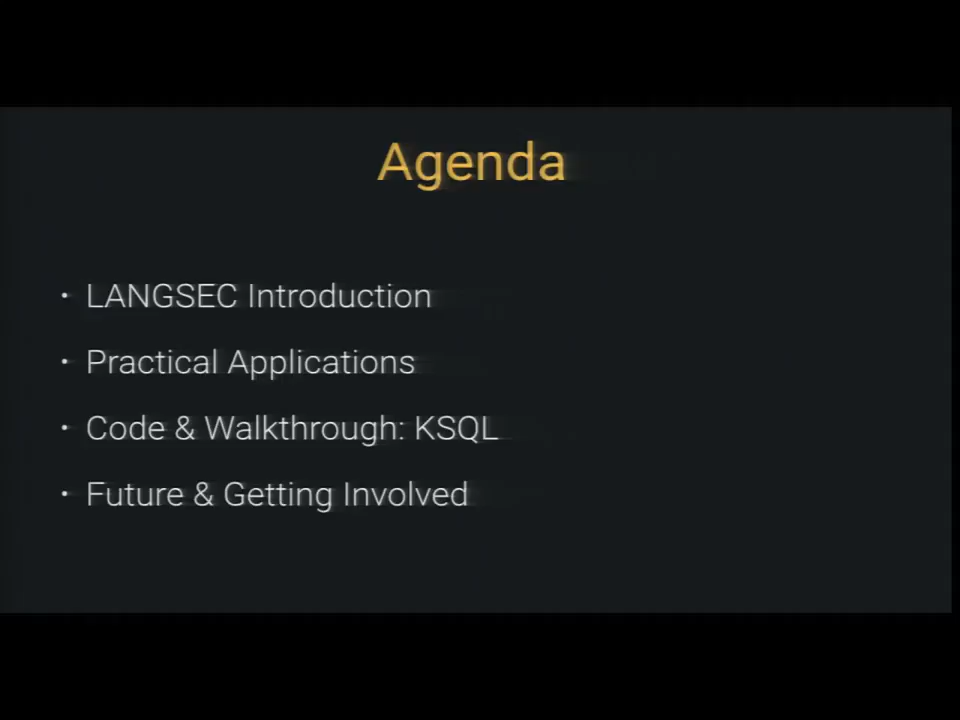 Agenda
· LANGSEC Introduction
· Practical Applications
· Code & Walkthrough: KSQL
· Future & Getting Involved